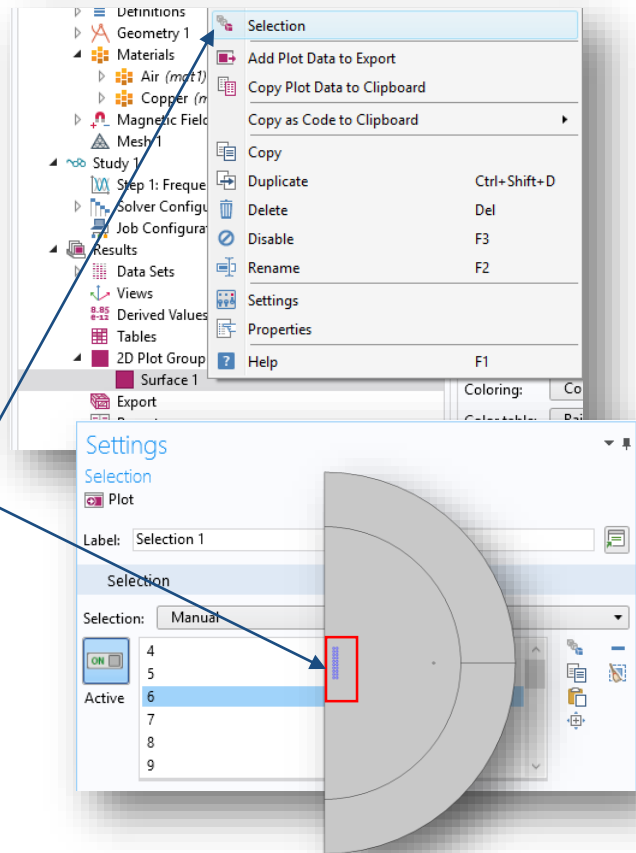 Definitions
Geometry 1
Materials
Air (mat1)
Copper (m
Magnetic Field
Mesh 1
Study 1
Step 1: Freque
Solver Configu
Job Configurat
Results
Data Sets
Views
8.85
e-12
Derived Values
Tables
2D Plot Group
Surface 1
Export
Selection
Add Plot Data to Export
Copy Plot Data to Clipboard
Copy as Code to Clipboard
Copy
Duplicate Ctrl+Shift+D
Delete Del
Disable F3
Rename F2
Settings
Properties
? Help F1
Coloring: Co
Settings
Selection
Plot
Label: Selection 1
Selection
Selection: Manual
ON
Active
4
5
6
7
8
9